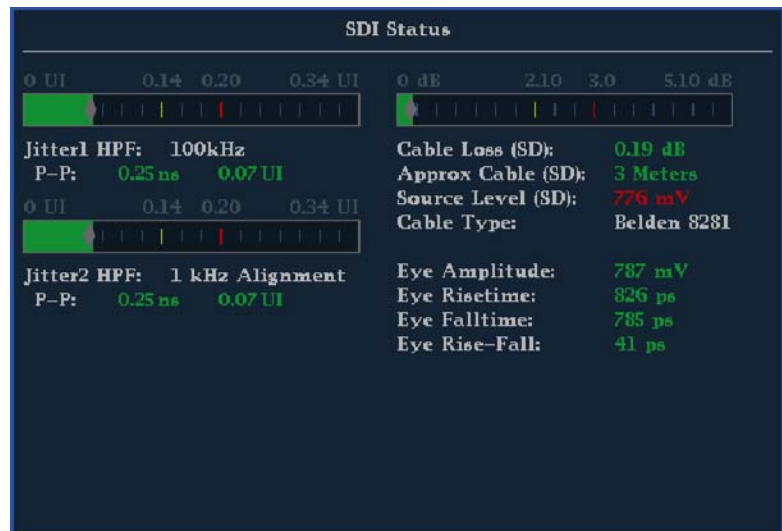 SDI Status
0 UI 0.14 0.20 0.34 UI
Jitter1 HPF: 100kHz
P-P: 0.25 ns 0.07 UI
0 UI 0.14 0.20 0.34 UI
Jitter2 HPF: 1 kHz Alignment
P-P: 0.25 ns 0.07 UI
0 dB 2.10 3.0 5.10 dB
Cable Loss (SD): 0.19 dB
Approx Cable (SD): 3 Meters
Source Level (SD): 776 mV
Cable Type: Belden 8281
Eye Amplitude: 787 mV
Eye Risetime: 826 ps
Eye Falltime: 785 ps
Eye Rise-Fall: 41 ps